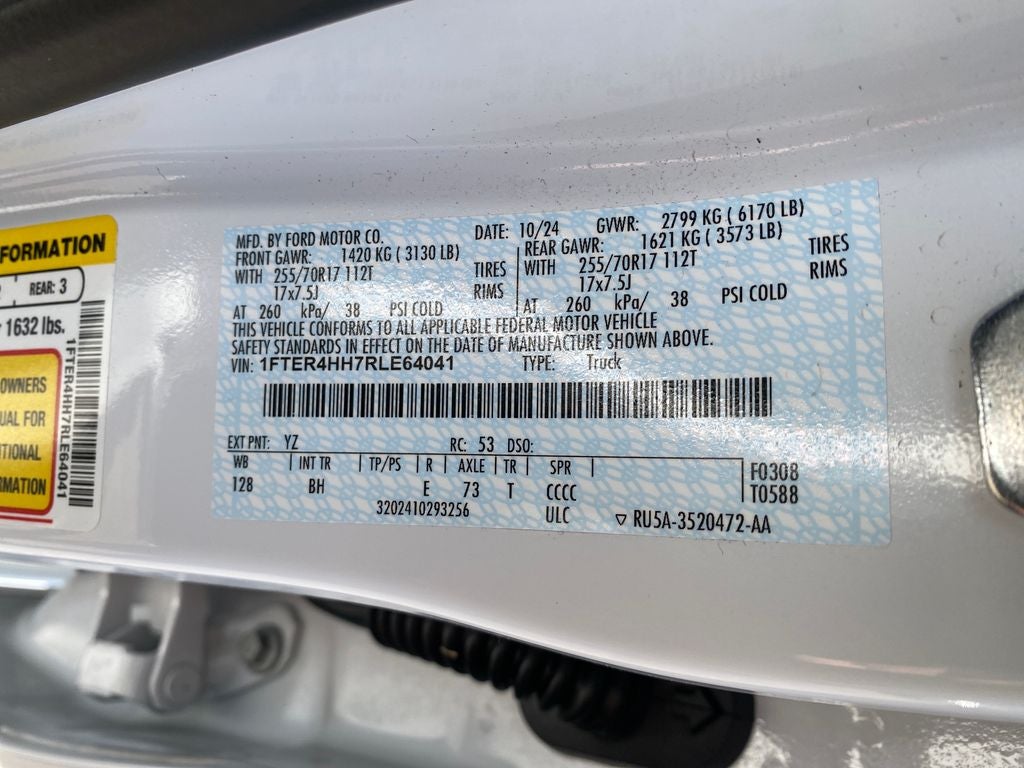 FORMATION
REAR: 3
1632 lbs.
OWNERS
UAL FOR
ITIONAL
RMATION
1FTER4HH7RLE64041
MFD. BY FORD MOTOR CO.
DATE: 10/24 GVWR: 2799 KG ( 6170 LB)
FRONT GAWR: 1420 KG ( 3130 LB)
WITH 255/70R17 112T TIRES
17x7.5J RIMS
AT 260 kPa/ 38 PSI COLD
REAR GAWR: 1621 KG ( 3573 LB)
WITH 255/70R17 112T TIRES
17x7.5J RIMS
AT 260 kPa/ 38 PSI COLD
THIS VEHICLE CONFORMS TO ALL APPLICABLE FEDERAL MOTOR VEHICLE
SAFETY STANDARDS IN EFFECT ON THE DATE OF MANUFACTURE SHOWN ABOVE.
VIN: 1FTER4HH7RLE64041 TYPE: Truck
EXT PNT: YZ RC: 53 DSO:
WB INT TR TP/PS R AXLE TR SPR
128 BH E 73 T CCCC
F0308
T0588
3202410293256 ULC
RU5A-3520472-AA